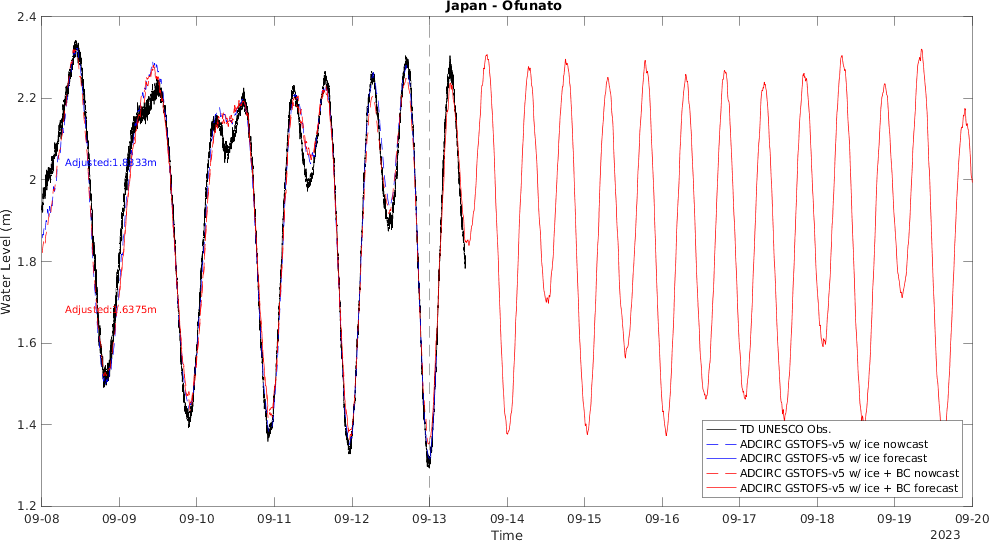 Japan - Ofunato
2.4
2.2
2
1.8
1.6
1.4
1.2
Water Level (m)
Adjusted:1.8333m
Adjusted:1.6375m
TD UNESCO Obs.
ADCIRC GSTOFS-v5 w/ ice nowcast
ADCIRC GSTOFS-v5 w/ ice forecast
ADCIRC GSTOFS-v5 w/ ice + BC nowcast
ADCIRC GSTOFS-v5 w/ ice + BC forecast
09-08 09-09 09-10 09-11 09-12 09-13 09-14 09-15 09-16 09-17 09-18 09-19 09-20
Time
2023